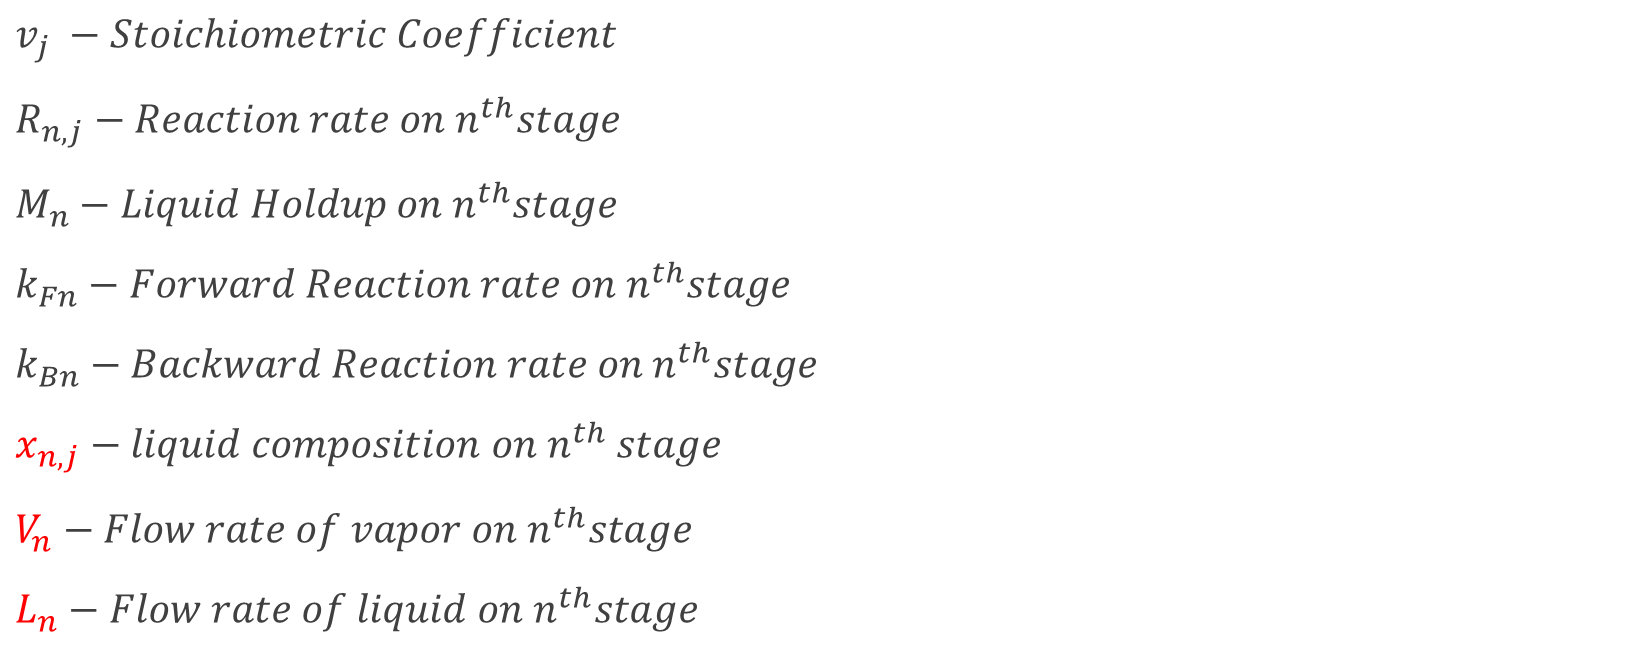 v_j − Stoichiometric Coefficient
R_{n,j} − Reaction rate on n^{th}stage
M_n − Liquid Holdup on n^{th}stage
k_{Fn} − Forward Reaction rate on n^{th}stage
k_{Bn} − Backward Reaction rate on n^{th}stage
x_{n,j} − liquid composition on n^{th} stage
V_n − Flow rate of vapor on n^{th}stage
L_n − Flow rate of liquid on n^{th}stage